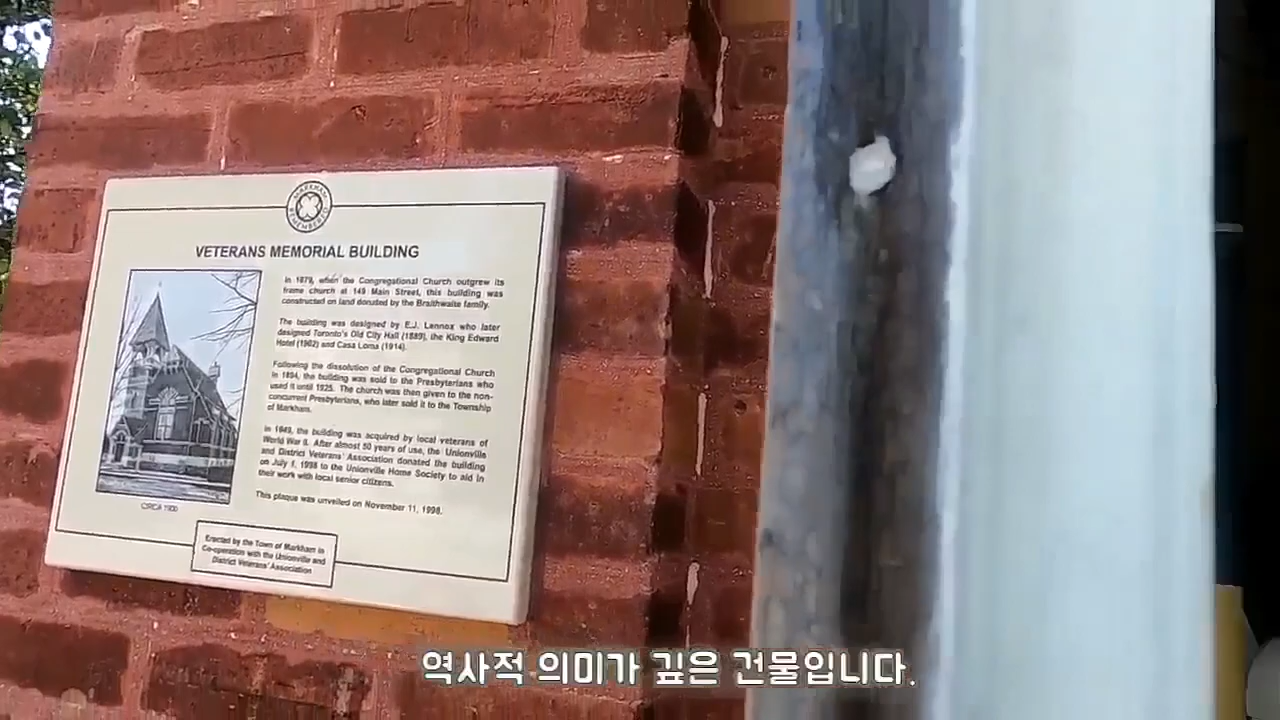 MARKHAM
REMEMBERED
VETERANS MEMORIAL BUILDING
In 1879, when the Congregational Church outgrew its
frame church at 149 Main Street, this building was
constructed on land donated by the Braithwaite family.
The building was designed by E.J. Lennox who later
designed Toronto's Old City Hall (1889), the King Edward
Hotel (1902) and Casa Loma (1914).
Following the dissolution of the Congregational Church
in 1894, the building was sold to the Presbyterians who
used it until 1925. The church was then given to the non-
concurrent Presbyterians, who later sold it to the Township
of Markham.
In 1949, the building was acquired by local veterans of
World War II. After almost 50 years of use, the Unionville
and District Veterans' Association donated the building
on July 1, 1998 to the Unionville Home Society to aid in
their work with local senior citizens.
This plaque was unveiled on November 11, 1998.
CIRCA 1900
Erected by the Town of Markham in
Co-operation with the Unionville and
District Veterans' Association
역사적 의미가 깊은 건물입니다.